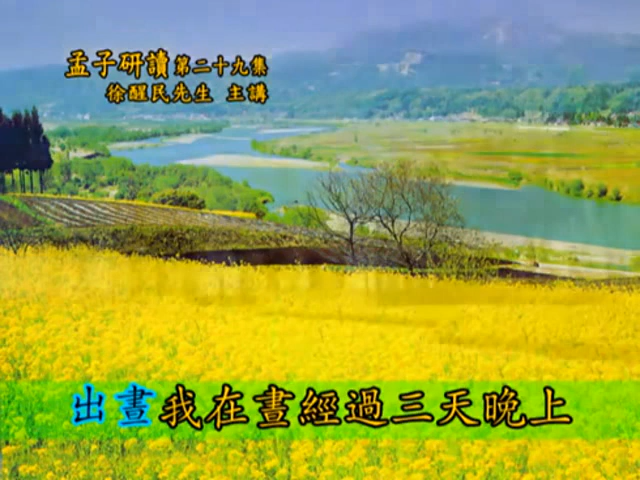 孟子研讀 第二十九集
徐醒民先生 主講
出晝我在晝經過三天晚上